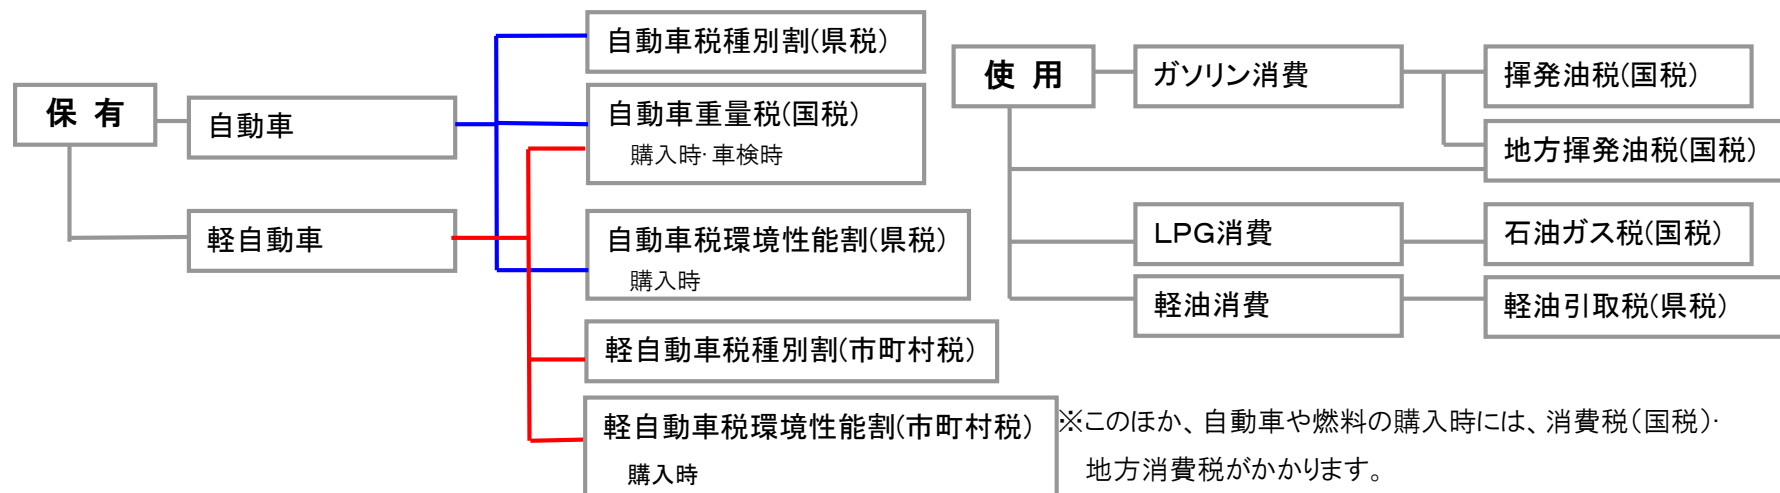 保 有
自動車
軽自動車
自動車税種別割(県税)
自動車重量税(国税)
購入時・車検時
自動車税環境性能割(県税)
購入時
軽自動車税種別割(市町村税)
軽自動車税環境性能割(市町村税)
購入時
使 用
ガソリン消費
揮発油税(国税)
地方揮発油税(国税)
LPG消費
石油ガス税(国税)
軽油消費
軽油引取税(県税)
※このほか、自動車や燃料の購入時には、消費税(国税)・
地方消費税がかかります。